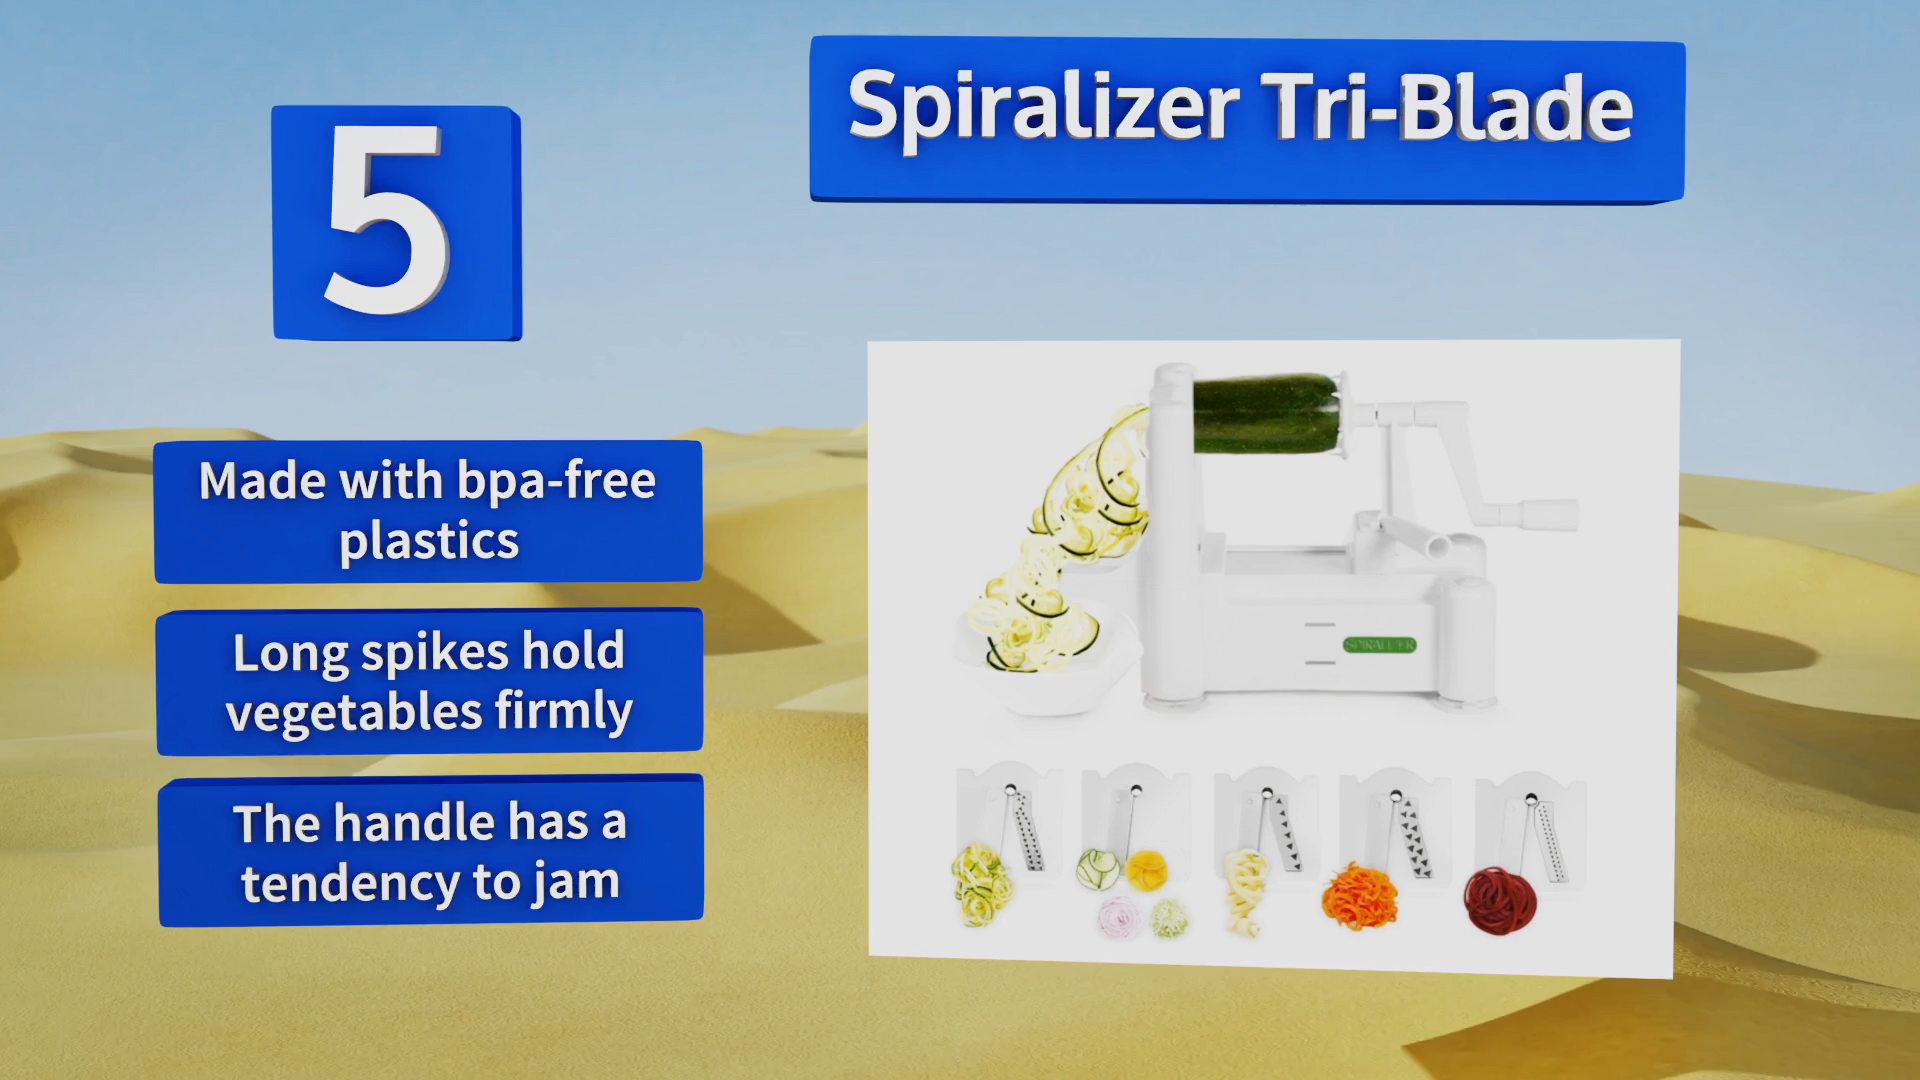 5
Spiralizer Tri-Blade
Made with bpa-free
plastics
Long spikes hold
vegetables firmly
The handle has a
tendency to jam
SPIRALIZER